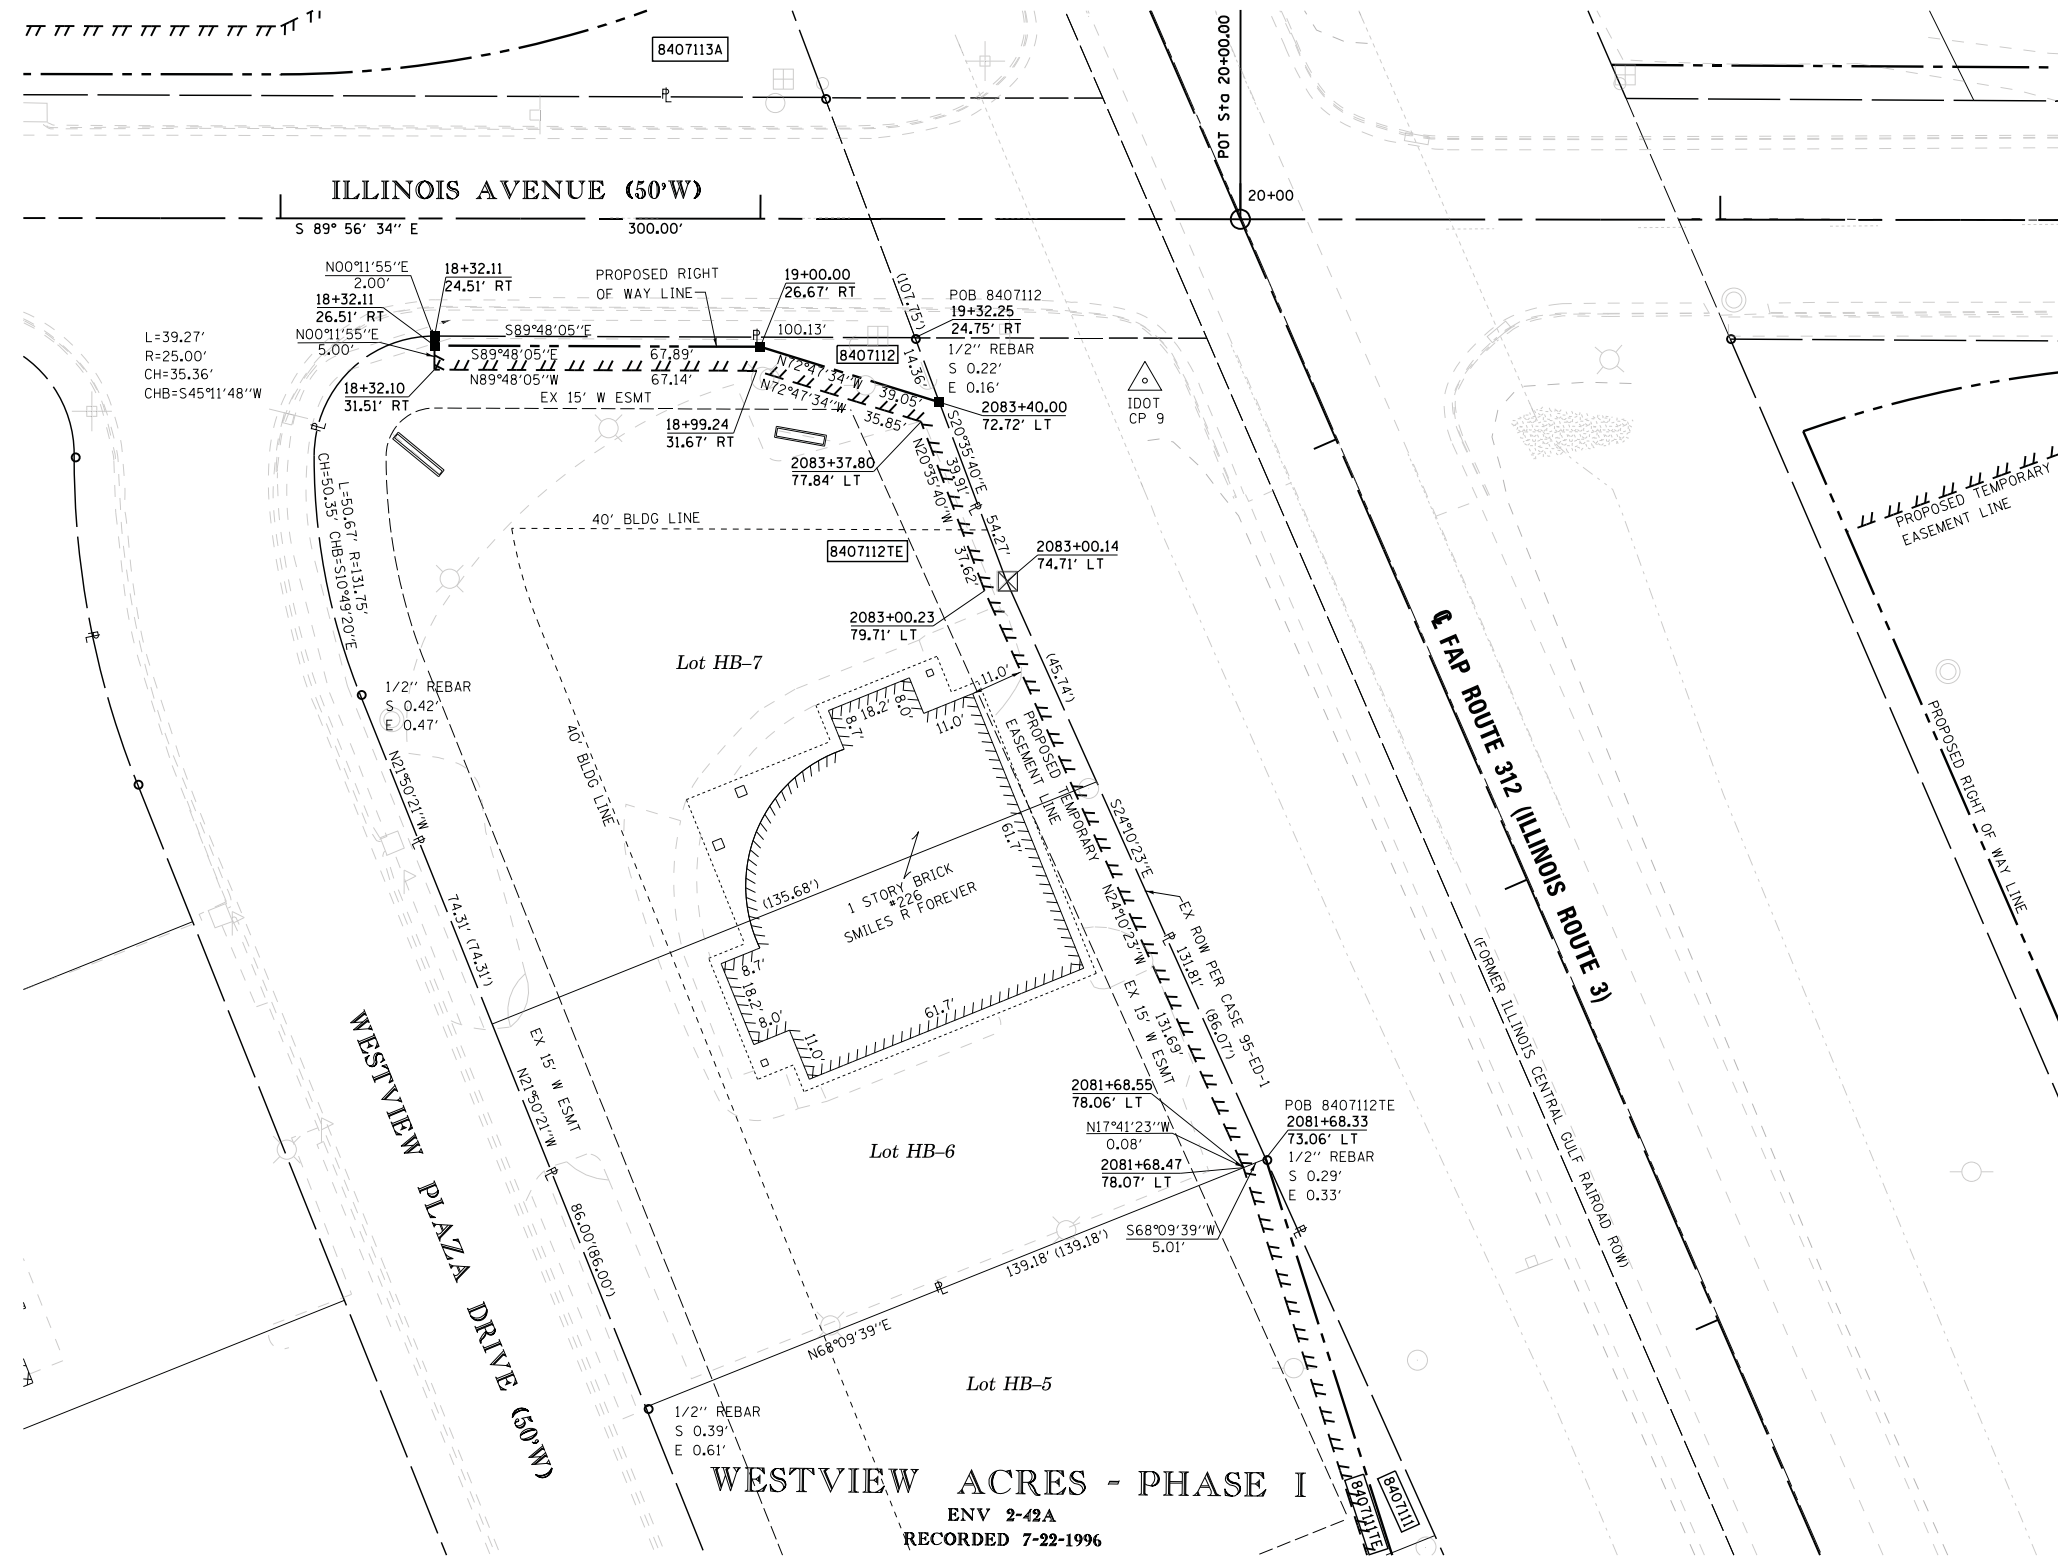 8407113A
POT Sta 20+00.00
20+00
ILLINOIS AVENUE (50'W)
S 89° 56' 34" E
300.00'
N00°11'55"E
2.00'
18+32.11
24.51' RT
18+32.11
26.51' RT
N00°11'55"E
5.00'
L=39.27'
R=25.00'
CH=35.36'
CHB=S45°11'48"W
18+32.10
31.51' RT
PROPOSED RIGHT
OF WAY LINE
19+00.00
26.67' RT
(107.75')
POB 8407112
19+32.25
24.75' RT
1/2" REBAR
S 0.22'
E 0.16'
S89°48'05"E
100.13'
S89°48'05"E
67.89'
N89°48'05"W
67.14'
EX 15' W ESMT
8407112
14.36'
N72°47'34"W
39.05'
N72°47'34"W
35.85'
18+99.24
31.67' RT
2083+40.00
72.72' LT
2083+37.80
77.84' LT
IDOT
CP 9
S20°35'40"E
39.91'
N20°35'40"W
37.62'
54.27'
40' BLDG LINE
8407112TE
2083+00.14
74.71' LT
2083+00.23
79.71' LT
L=50.67' R=131.75'
CH=50.35' CHB=S10°49'20"E
1/2" REBAR
S 0.42'
E 0.47'
Lot HB-7
(45.74')
11.0'
8.7'
18.2'
8.0'
11.0'
40' BLDG LINE
PROPOSED TEMPORARY
EASEMENT LINE
61.7'
(135.68')
1 STORY BRICK
#226
SMILES R FOREVER
8.7'
18.2'
8.0'
11.0'
61.7'
N21°50'21"W
74.31' (74.31')
S24°10'23"E
131.81'
(86.07')
N24°10'23"W
131.69'
EX ROW PER CASE 95-ED-1
EX 15' W ESMT
EX 15' W ESMT
N21°50'21"W
86.00'(86.00')
WESTVIEW PLAZA DRIVE (50'W)
Lot HB-6
2081+68.55
78.06' LT
N17°41'23"W
0.08'
2081+68.47
78.07' LT
S68°09'39"W
5.01'
POB 8407112TE
2081+68.33
73.06' LT
1/2" REBAR
S 0.29'
E 0.33'
139.18' (139.18')
N68°09'39"E
Lot HB-5
1/2" REBAR
S 0.39'
E 0.61'
℄ FAP ROUTE 312 (ILLINOIS ROUTE 3)
(FORMER ILLINOIS CENTRAL GULF RAIROAD ROW)
PROPOSED TEMPORARY
EASEMENT LINE
PROPOSED RIGHT OF WAY LINE
8407111TE
8407111
WESTVIEW ACRES - PHASE I
ENV 2-42A
RECORDED 7-22-1996